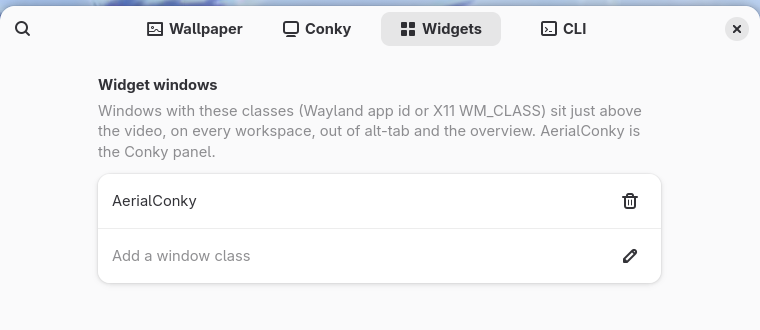 Wallpaper
Conky
Widgets
CLI
Widget windows
Windows with these classes (Wayland app id or X11 WM_CLASS) sit just above
the video, on every workspace, out of alt-tab and the overview. AerialConky is
the Conky panel.
AerialConky
Add a window class